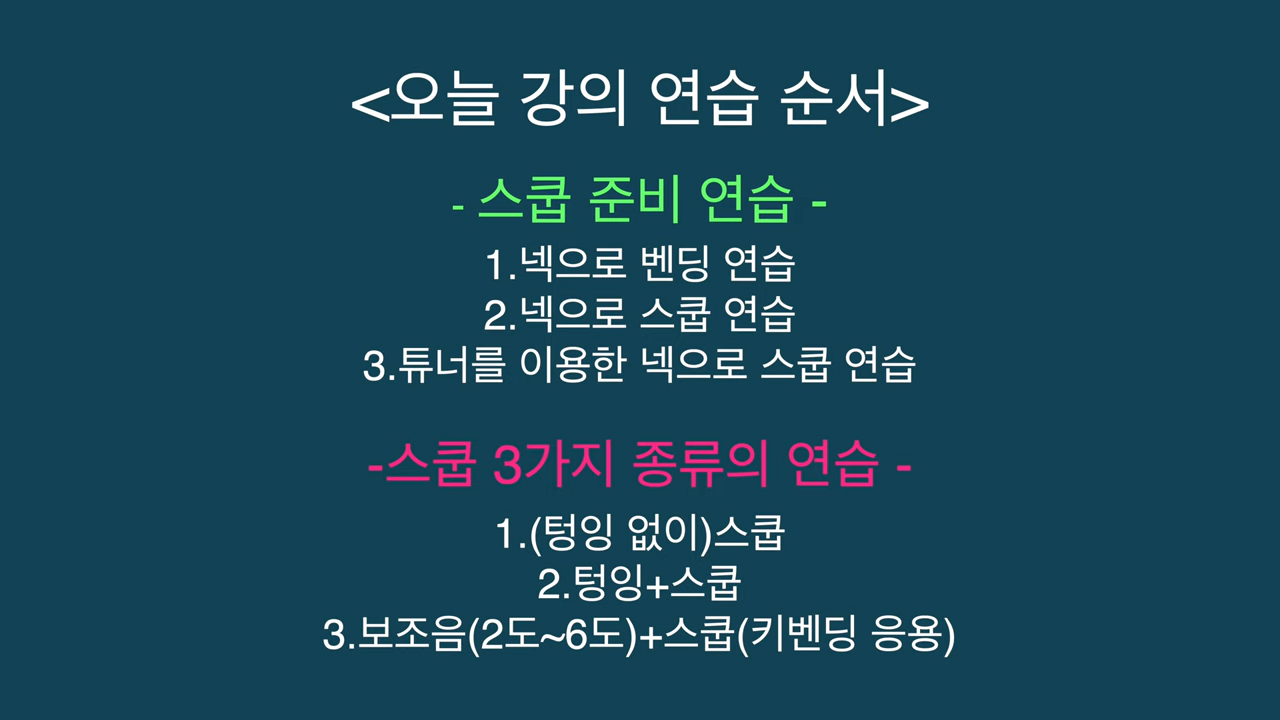 <오늘 강의 연습 순서>
- 스쿱 준비 연습 -
1.넥으로 벤딩 연습
2.넥으로 스쿱 연습
3.튜너를 이용한 넥으로 스쿱 연습
-스쿱 3가지 종류의 연습 -
1.(텅잉 없이)스쿱
2.텅잉+스쿱
3.보조음(2도~6도)+스쿱(키벤딩 응용)